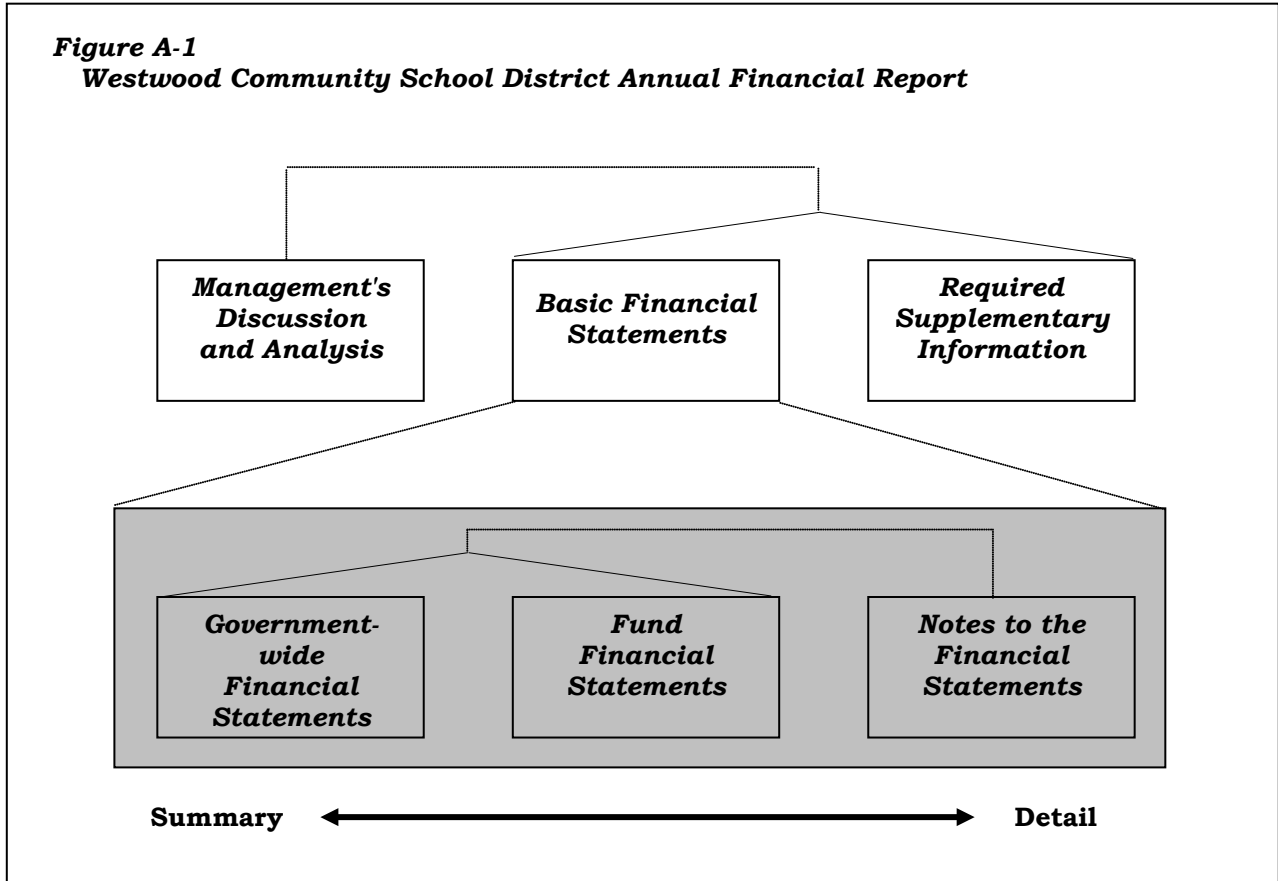 Figure A-1
Westwood Community School District Annual Financial Report
Management's
Discussion
and Analysis
Basic Financial
Statements
Required
Supplementary
Information
Government-
wide
Financial
Statements
Fund
Financial
Statements
Notes to the
Financial
Statements
Summary
Detail